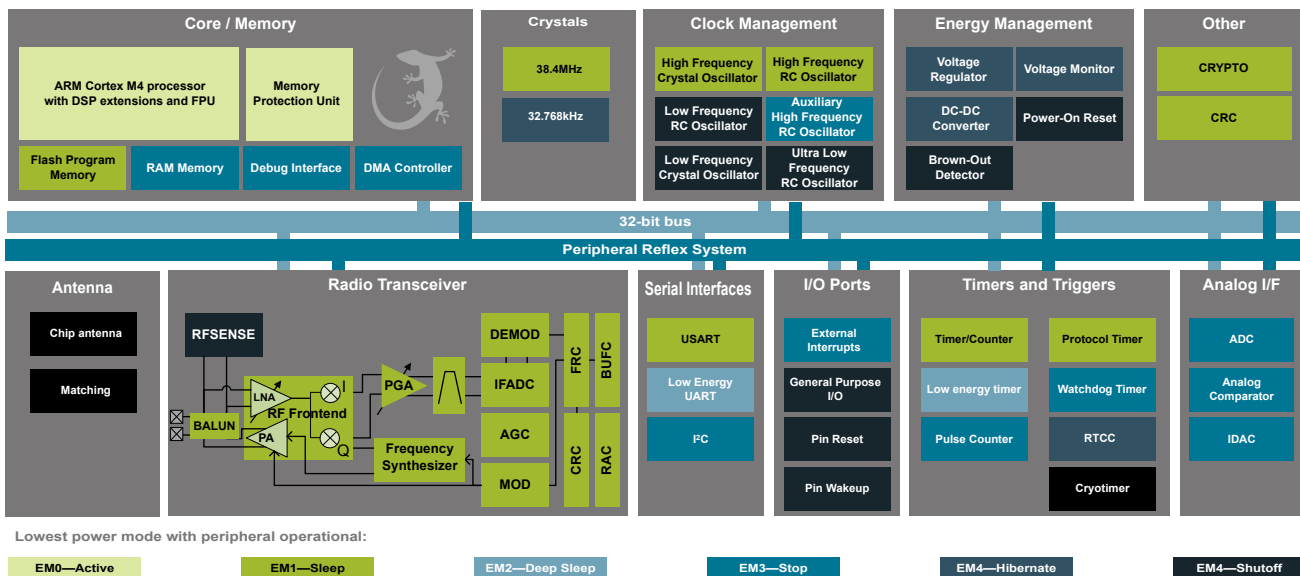 Core / Memory
ARM Cortex M4 processor
with DSP extensions and FPU
Memory
Protection Unit
Flash Program
Memory
RAM Memory
Debug Interface
DMA Controller
Crystals
38.4MHz
32.768kHz
Clock Management
High Frequency
Crystal Oscillator
High Frequency
RC Oscillator
Low Frequency
RC Oscillator
Auxiliary
High Frequency
RC Oscillator
Low Frequency
Crystal Oscillator
Ultra Low
Frequency
RC Oscillator
Energy Management
Voltage
Regulator
Voltage Monitor
DC-DC
Converter
Power-On Reset
Brown-Out
Detector
Other
CRYPTO
CRC
32-bit bus
Peripheral Reflex System
Antenna
Chip antenna
Matching
Radio Transceiver
RFSENSE
LNA
RF Frontend
I
PA
Q
BALUN
PGA
Frequency
Synthesizer
DEMOD
IFADC
AGC
MOD
FRC
BUFC
CRC
RAC
Serial Interfaces
USART
Low Energy
UART
I²C
I/O Ports
External
Interrupts
General Purpose
I/O
Pin Reset
Pin Wakeup
Timers and Triggers
Timer/Counter
Protocol Timer
Low energy timer
Watchdog Timer
Pulse Counter
RTCC
Cryotimer
Analog I/F
ADC
Analog
Comparator
IDAC
Lowest power mode with peripheral operational:
EM0—Active
EM1—Sleep
EM2—Deep Sleep
EM3—Stop
EM4—Hibernate
EM4—Shutoff